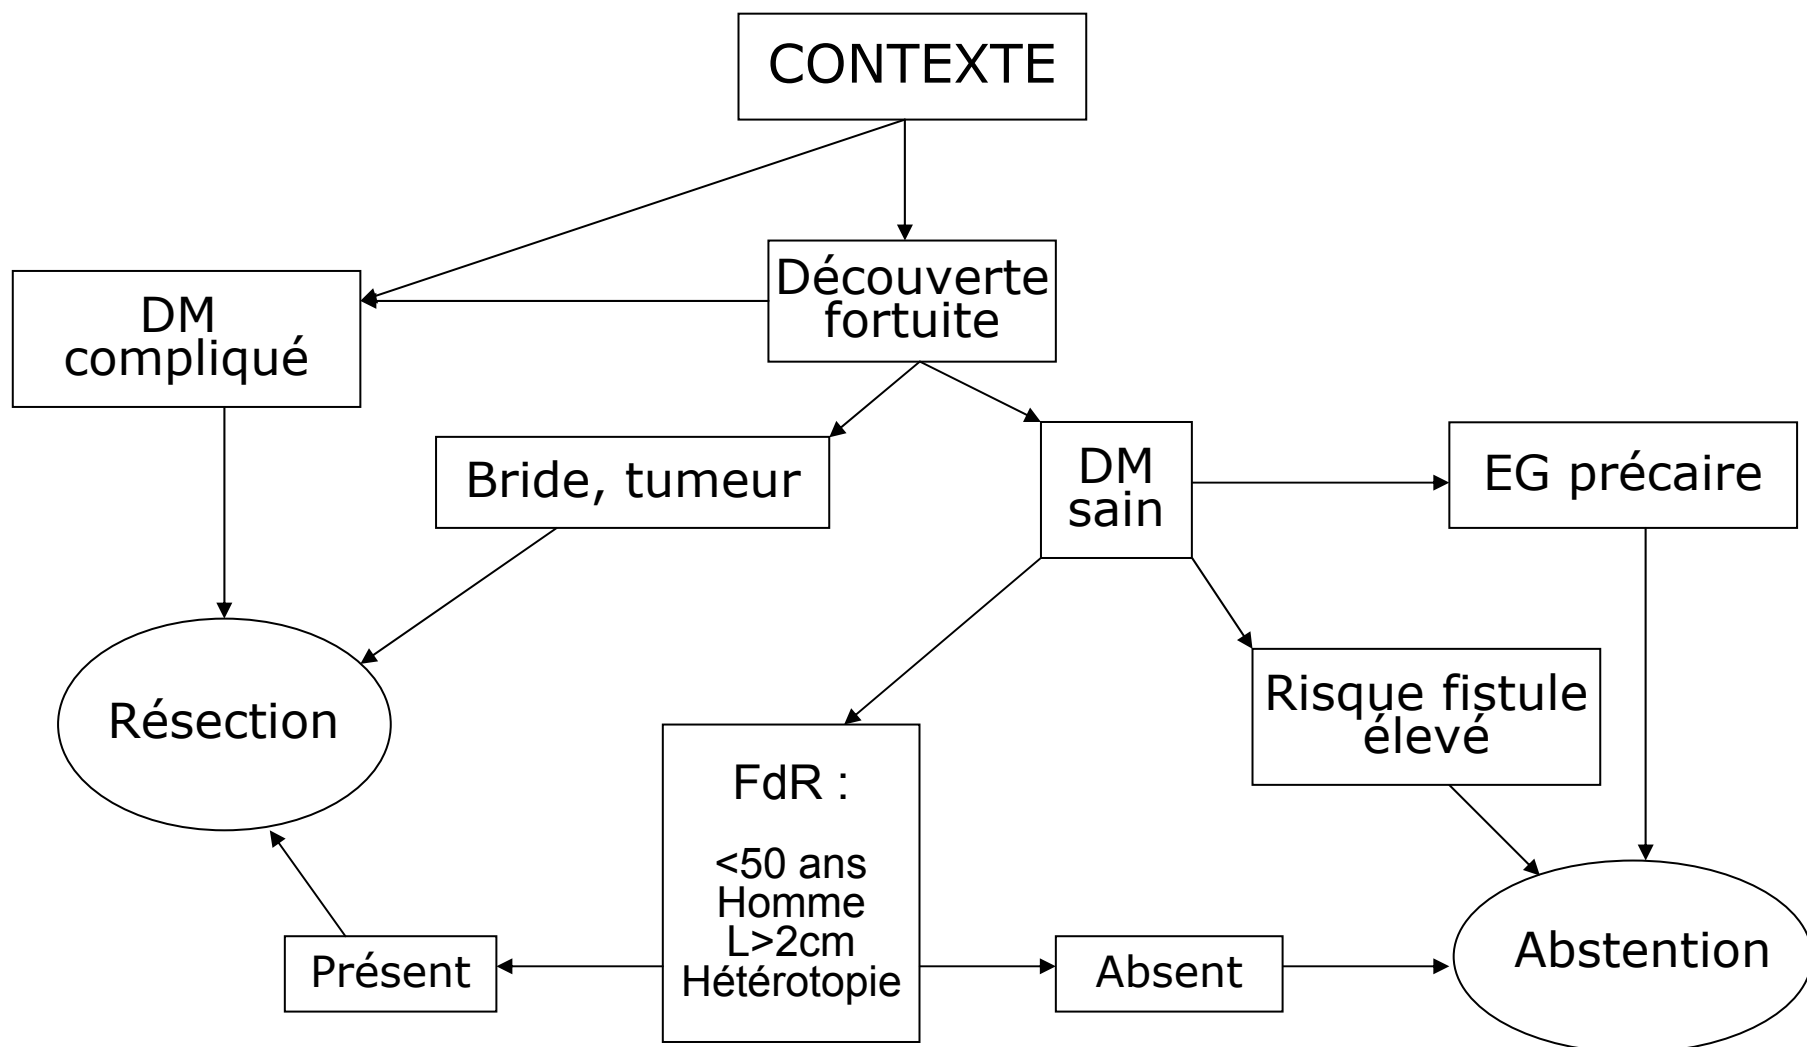 CONTEXTE
Découverte
fortuite
DM
compliqué
Bride, tumeur
DM
sain
EG précaire
Résection
Risque fistule
élevé
FdR :
<50 ans
Homme
L>2cm
Hétérotopie
Présent
Absent
Abstention